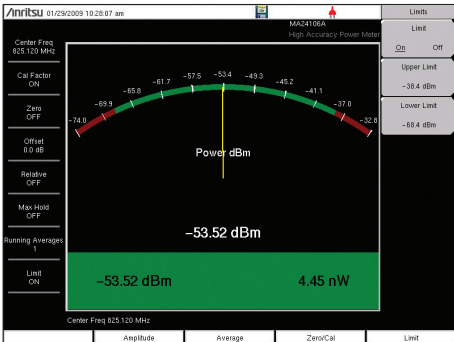 Anritsu 01/29/2009 10:28:07 am
MA24106A
High Accuracy Power Meter
Center Freq
825.120 MHz
Cal Factor
ON
Zero
OFF
Offset
0.0 dB
Relative
OFF
Max Hold
OFF
Running Averages
1
Limit
ON
-74.0
-69.9
-65.8
-61.7
-57.5
-53.4
-49.3
-45.2
-41.1
-37.0
-32.8
Power dBm
-53.52 dBm
-53.52 dBm
4.45 nW
Center Freq 825.120 MHz
Limits
Limit
On Off
Upper Limit
-38.4 dBm
Lower Limit
-68.4 dBm
Amplitude
Average
Zero/Cal
Limit